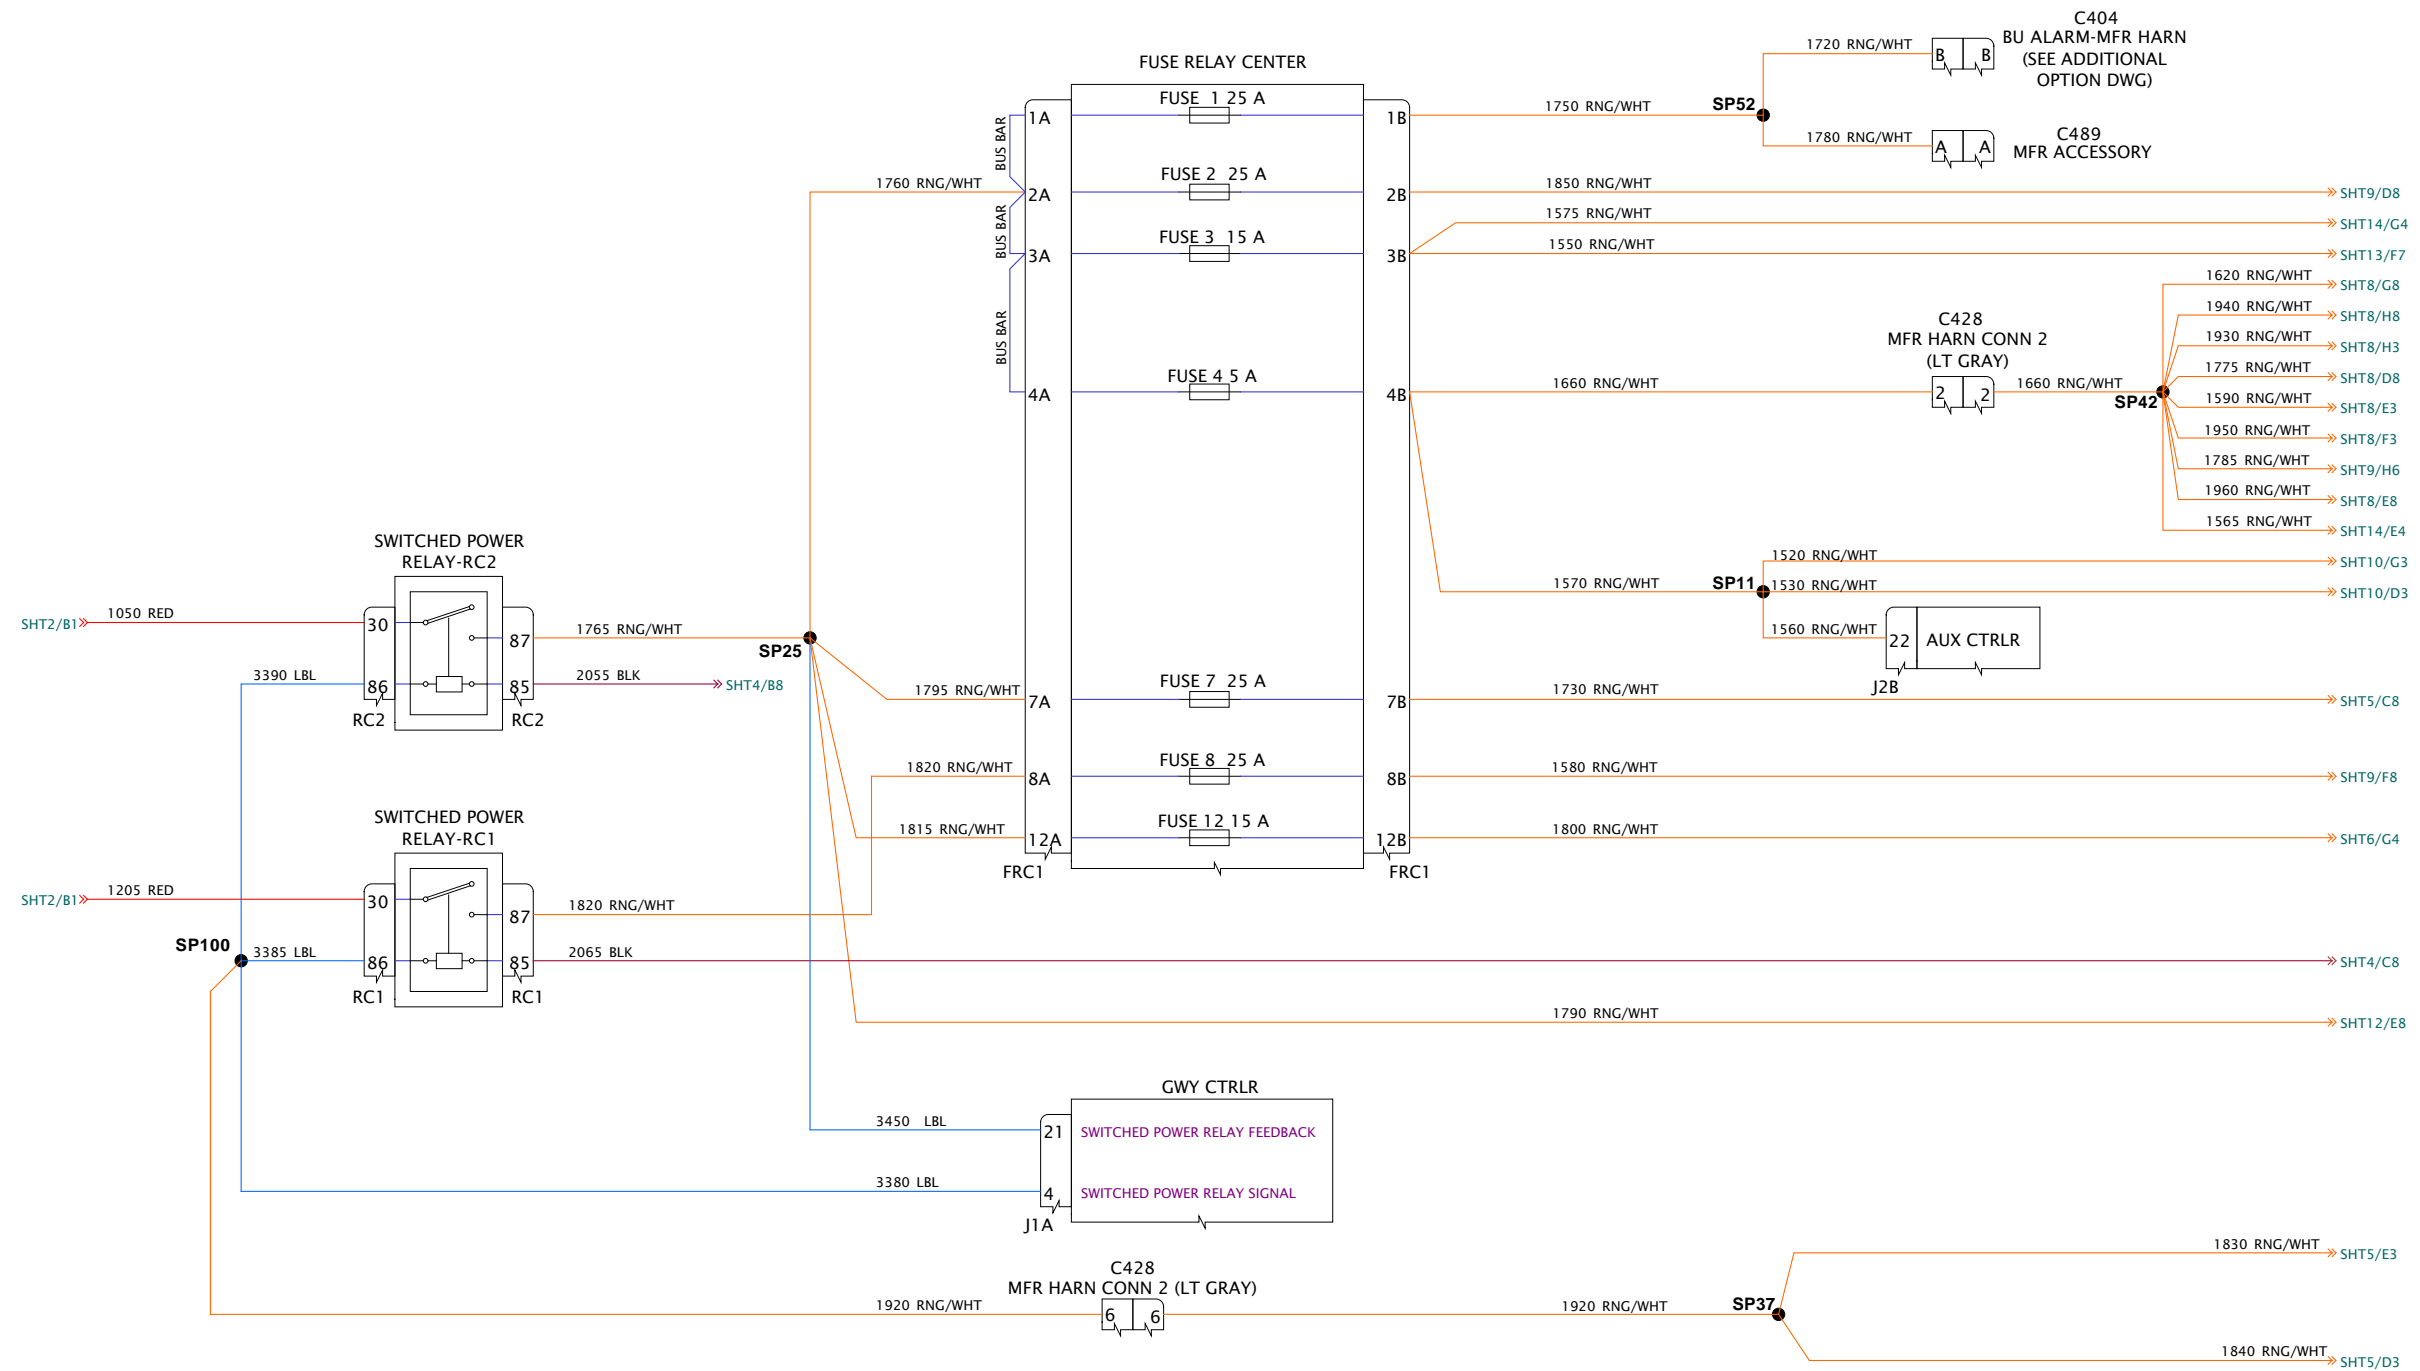 C404
BU ALARM-MFR HARN
(SEE ADDITIONAL
OPTION DWG)
1720 RNG/WHT
B B
FUSE RELAY CENTER
FUSE 1 25 A
1A
1B
1750 RNG/WHT
SP52
BUS BAR
C489
MFR ACCESSORY
1780 RNG/WHT
A A
1760 RNG/WHT
2A
FUSE 2 25 A
2B
1850 RNG/WHT
SHT9/D8
BUS BAR
1575 RNG/WHT
SHT14/G4
3A
FUSE 3 15 A
3B
1550 RNG/WHT
SHT13/F7
1620 RNG/WHT
SHT8/G8
1940 RNG/WHT
SHT8/H8
BUS BAR
C428
MFR HARN CONN 2
(LT GRAY)
1930 RNG/WHT
SHT8/H3
1775 RNG/WHT
SHT8/D8
4A
FUSE 4 5 A
4B
1660 RNG/WHT
2 2
1660 RNG/WHT
SP42
1590 RNG/WHT
SHT8/E3
1950 RNG/WHT
SHT8/F3
1785 RNG/WHT
SHT9/H6
1960 RNG/WHT
SHT8/E8
1565 RNG/WHT
SHT14/E4
1520 RNG/WHT
SHT10/G3
1570 RNG/WHT
SP11
1530 RNG/WHT
SHT10/D3
1560 RNG/WHT
22
AUX CTRLR
J2B
SWITCHED POWER
RELAY-RC2
SHT2/B1
1050 RED
30
87
1765 RNG/WHT
SP25
3390 LBL
86
85
2055 BLK
SHT4/B8
RC2
RC2
1795 RNG/WHT
7A
FUSE 7 25 A
7B
1730 RNG/WHT
SHT5/C8
1820 RNG/WHT
8A
FUSE 8 25 A
8B
1580 RNG/WHT
SHT9/F8
1815 RNG/WHT
12A
FUSE 12 15 A
12B
1800 RNG/WHT
SHT6/G4
FRC1
FRC1
SWITCHED POWER
RELAY-RC1
SHT2/B1
1205 RED
30
87
1820 RNG/WHT
SP100
3385 LBL
86
85
2065 BLK
SHT4/C8
RC1
RC1
1790 RNG/WHT
SHT12/E8
GWY CTRLR
3450 LBL
21
SWITCHED POWER RELAY FEEDBACK
3380 LBL
4
SWITCHED POWER RELAY SIGNAL
J1A
C428
MFR HARN CONN 2 (LT GRAY)
1920 RNG/WHT
6 6
1920 RNG/WHT
SP37
1830 RNG/WHT
SHT5/E3
1840 RNG/WHT
SHT5/D3